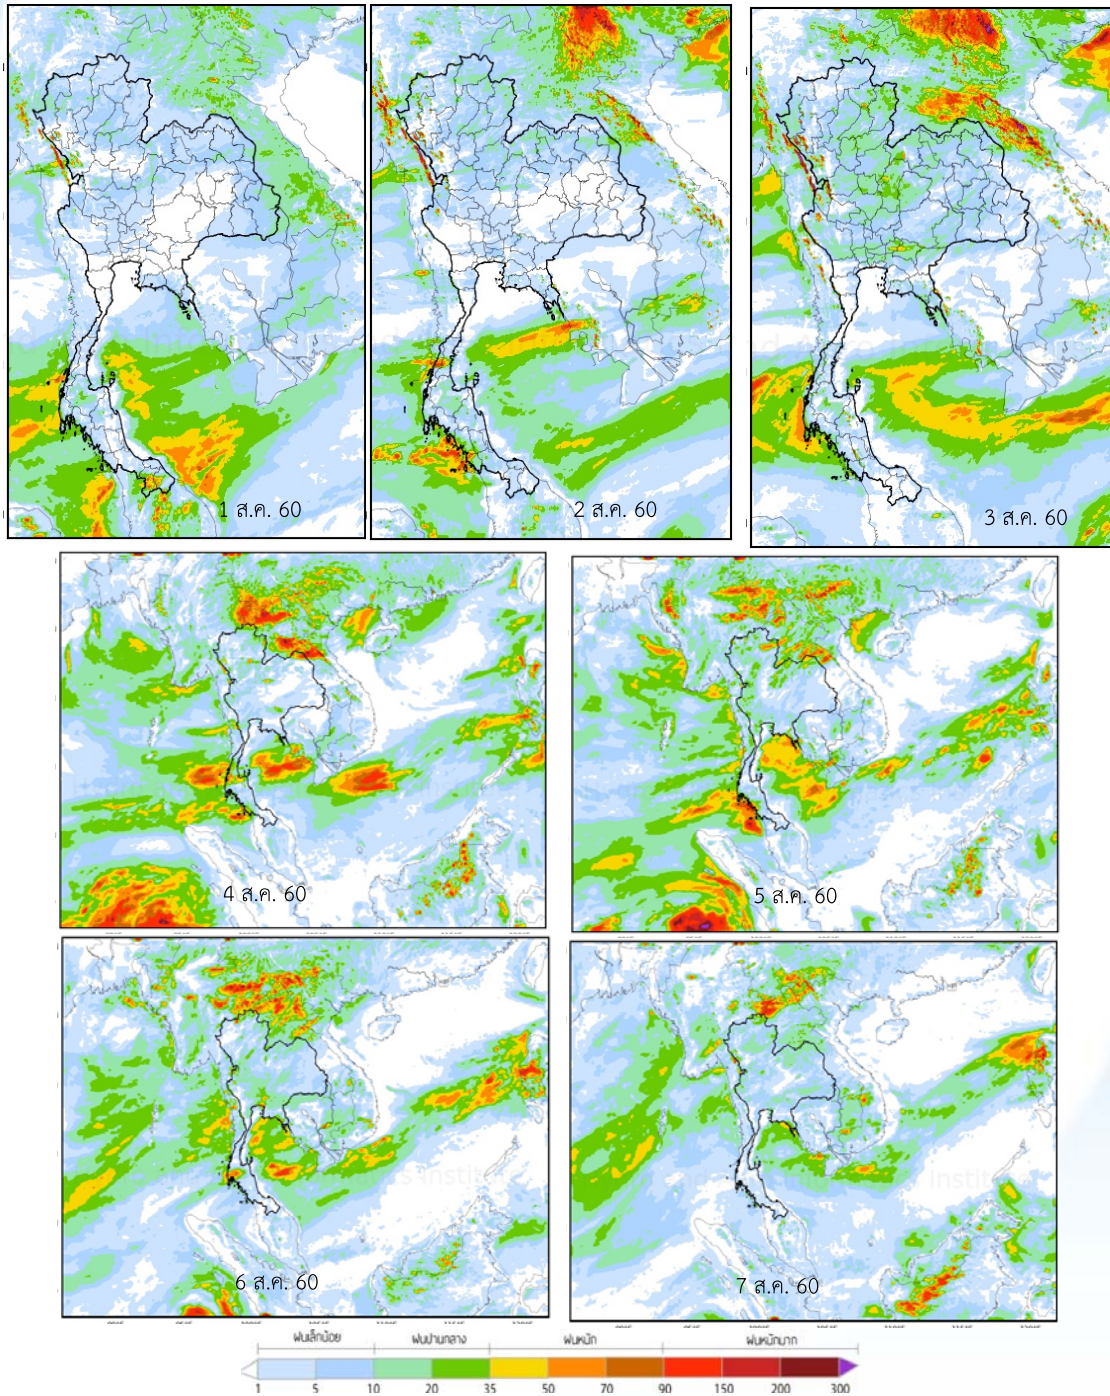 1 ส.ค. 60
2 ส.ค. 60
3 ส.ค. 60
4 ส.ค. 60
5 ส.ค. 60
6 ส.ค. 60
7 ส.ค. 60
ฝนเล็กน้อย ฝนปานกลาง ฝนหนัก ฝนหนักมาก
1 5 10 20 35 50 70 90 150 200 300